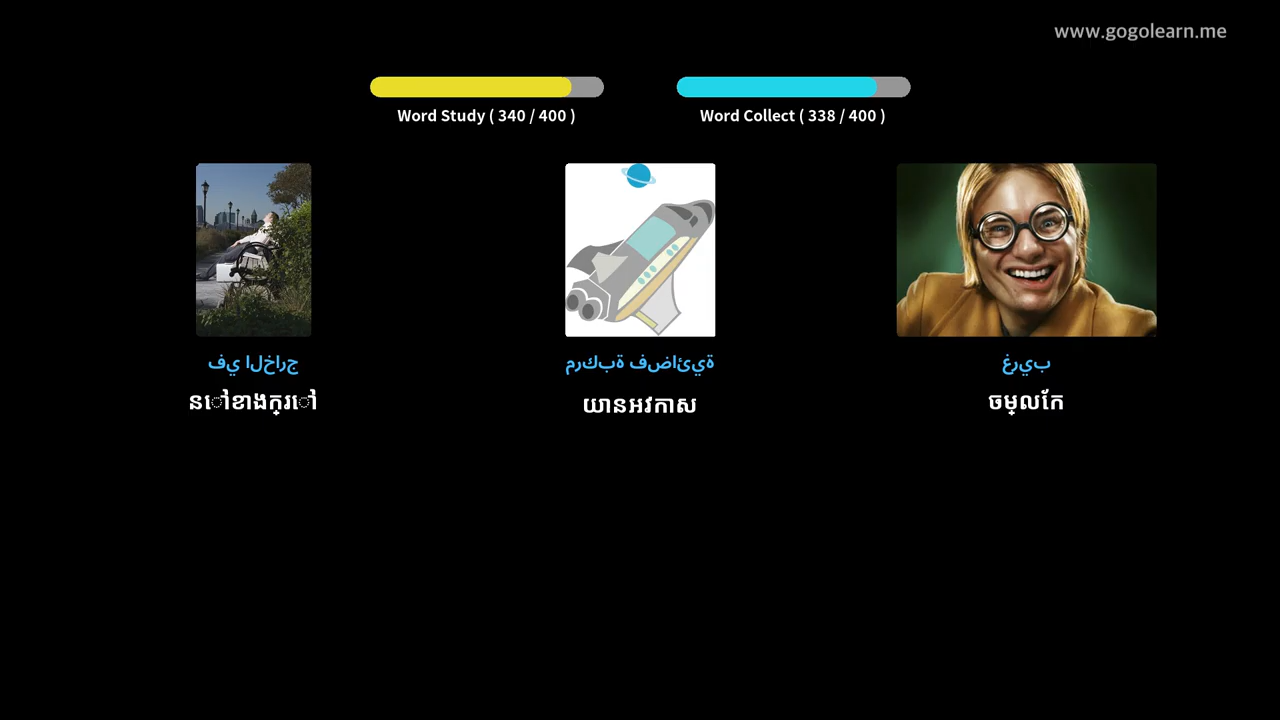 www.gogolearn.me
Word Study ( 340 / 400 )
Word Collect ( 338 / 400 )
في الخارج
مركبة فضائية
غريب
នៅខាងក្រៅ
យានអវកាស
ចម្លែក